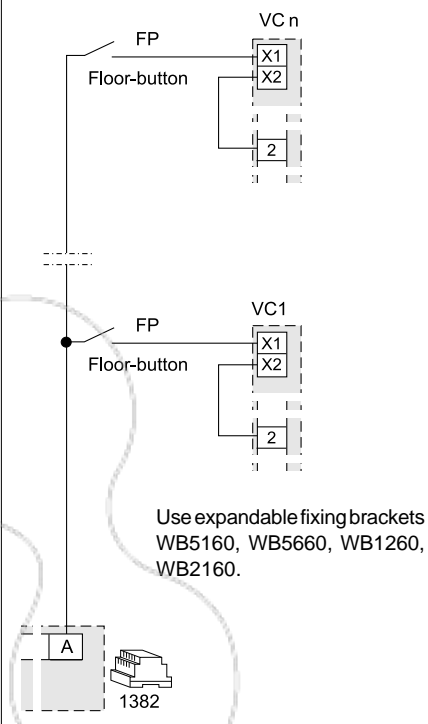 VC n
FP
X1
Floor-button
X2
2
VC1
FP
X1
Floor-button
X2
2
Use expandable fixing brackets
WB5160, WB5660, WB1260,
WB2160.
A
1382